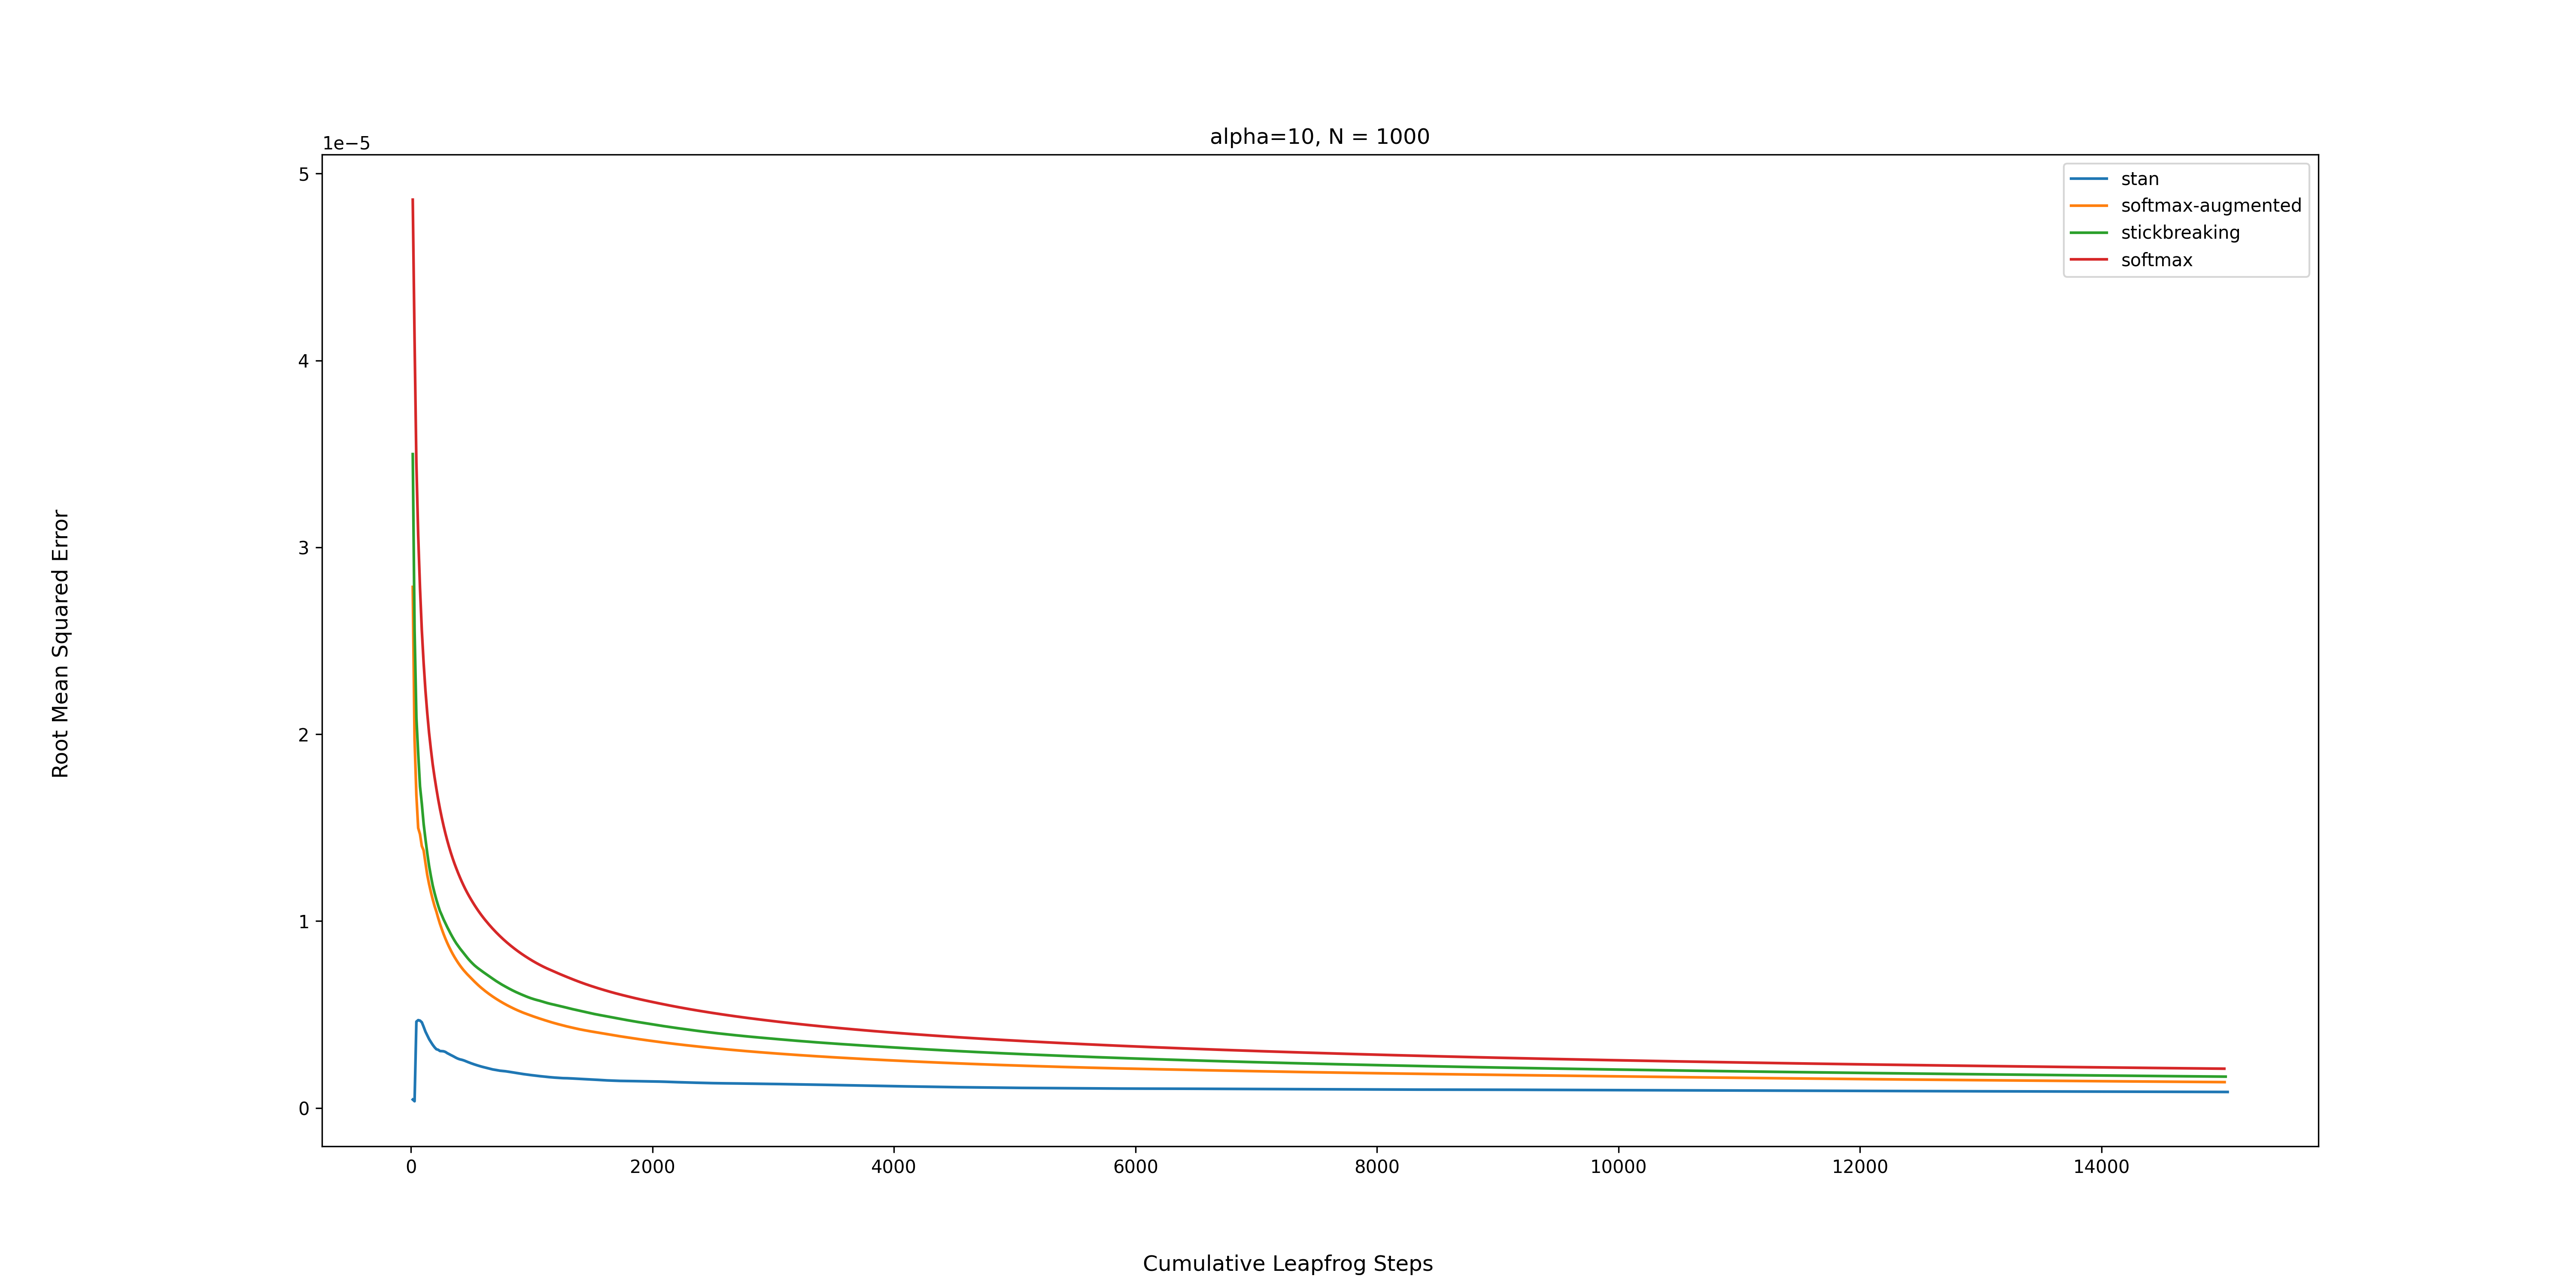 alpha=10, N = 1000
1e−5
5
4
3
2
1
0
Root Mean Squared Error
stan
softmax-augmented
stickbreaking
softmax
0 2000 4000 6000 8000 10000 12000 14000
Cumulative Leapfrog Steps